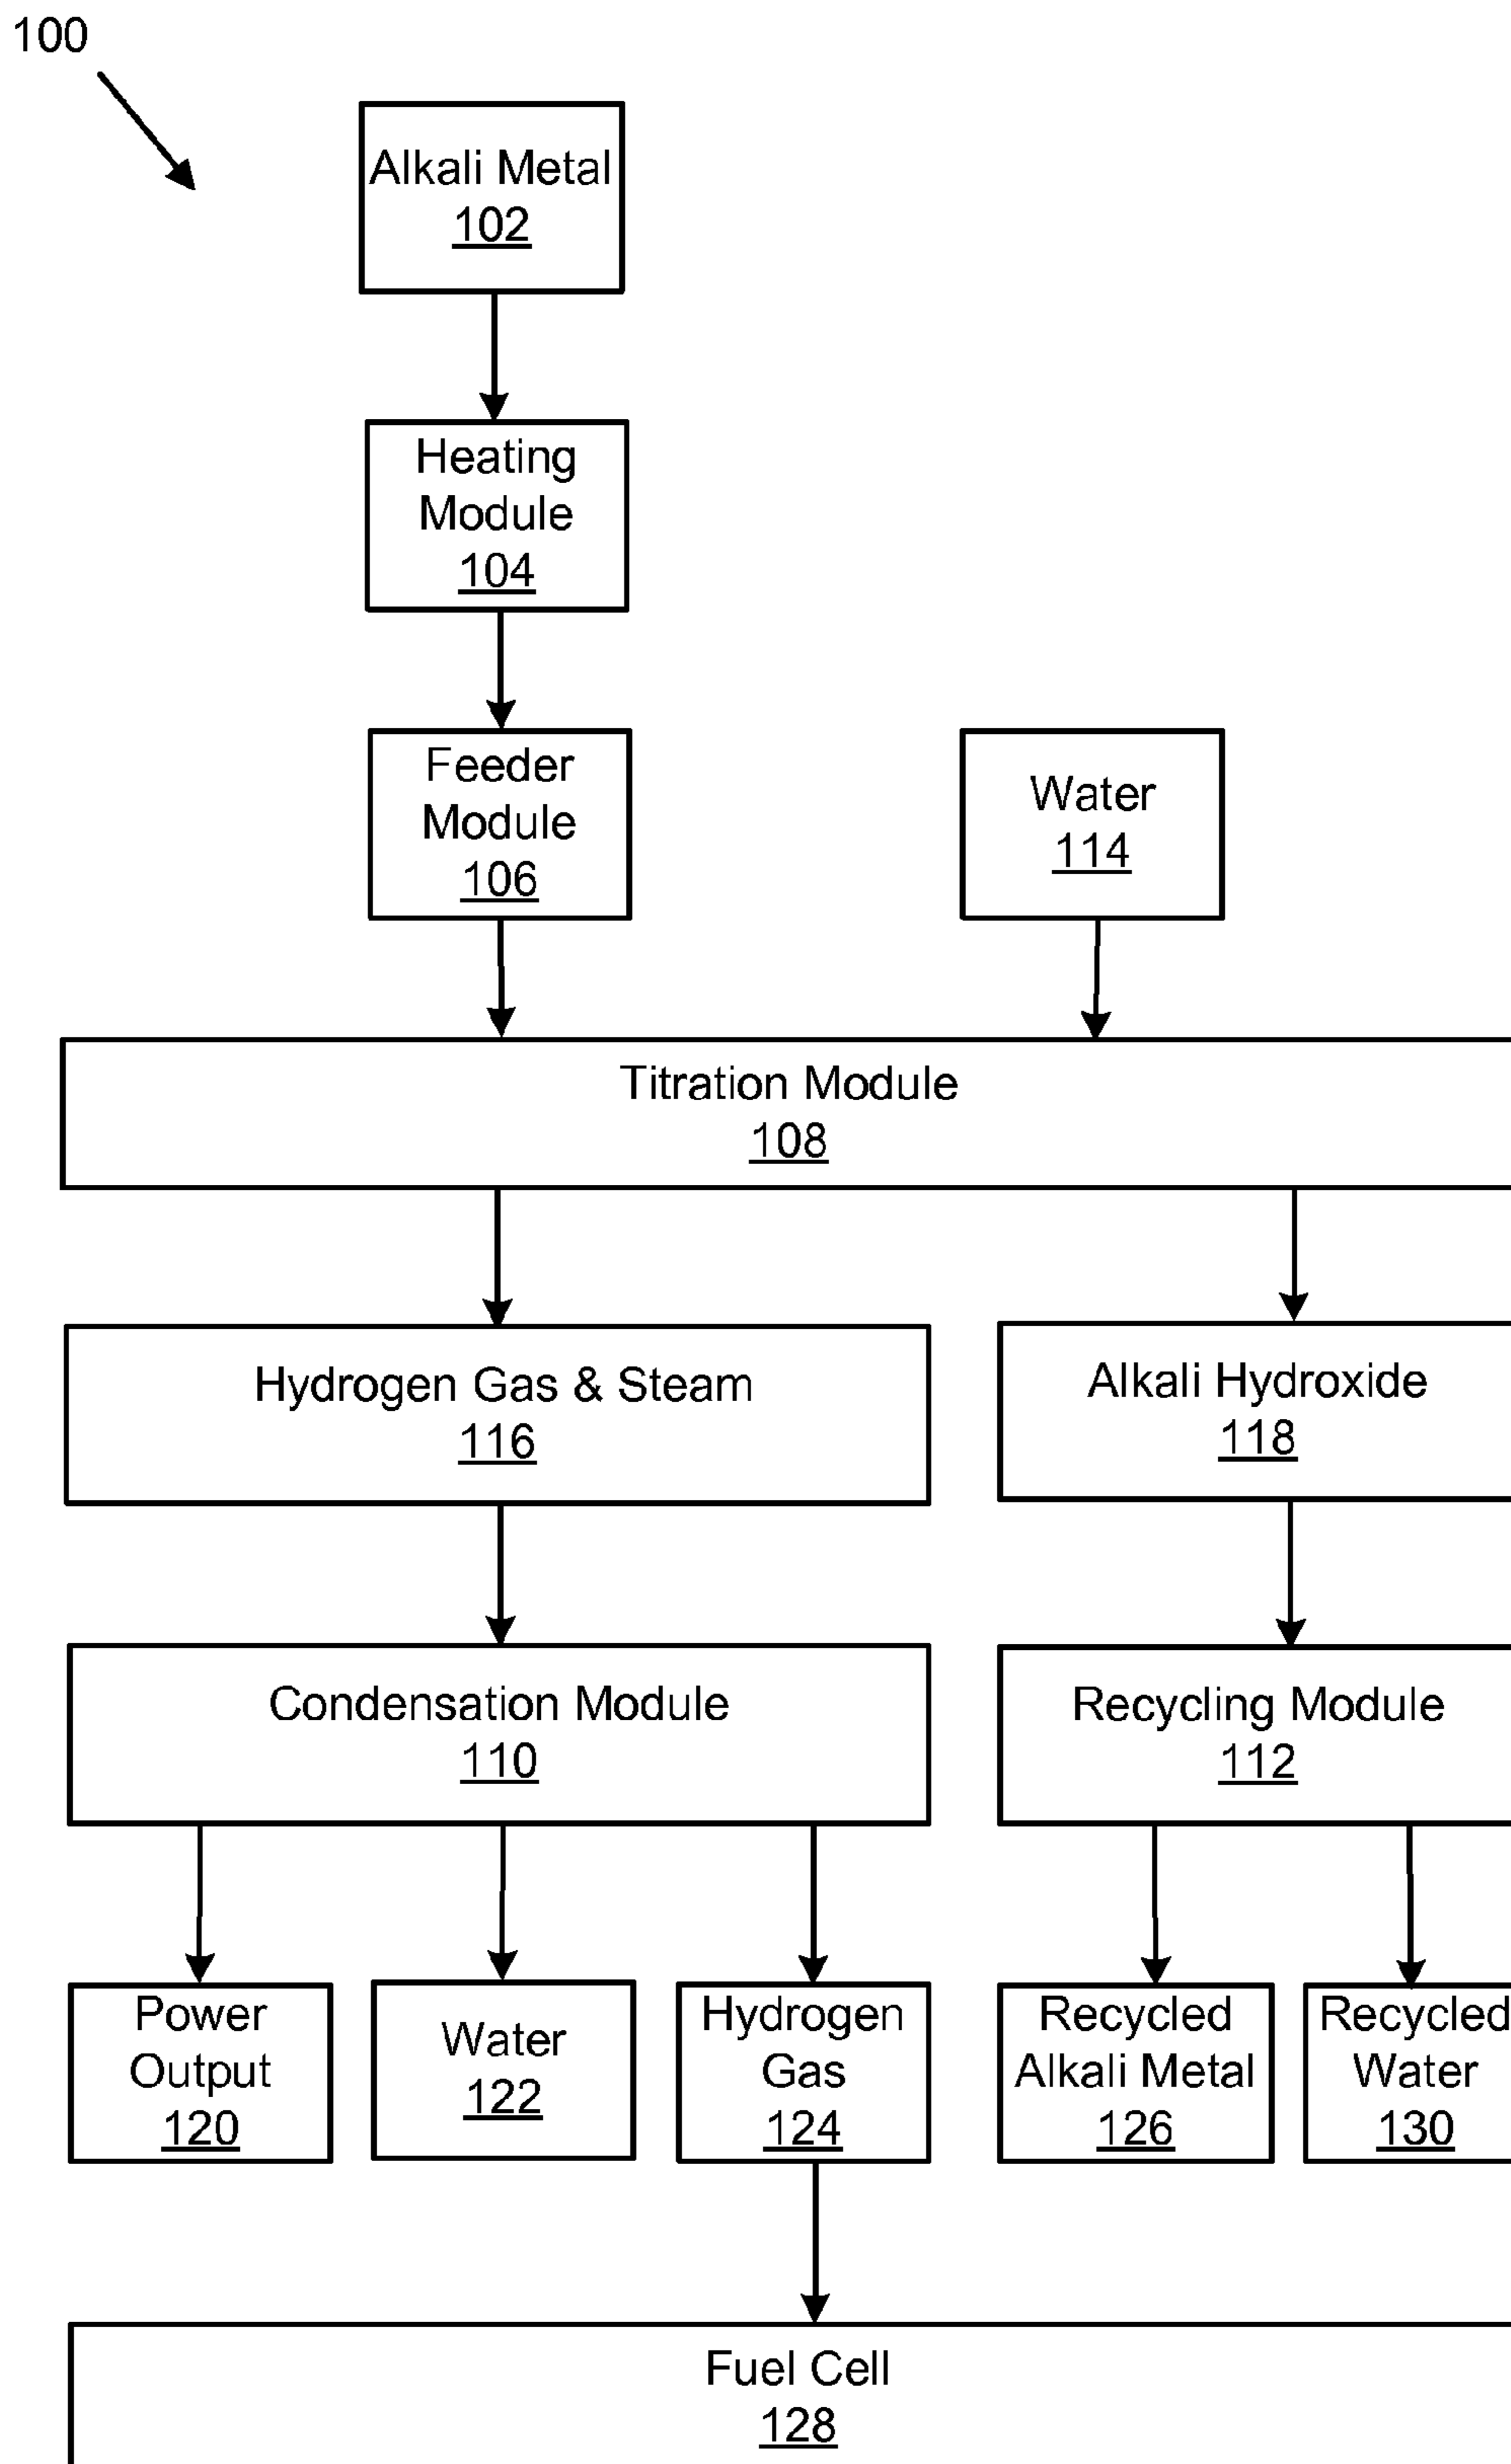 100
Alkali Metal
102
Heating
Module
104
Feeder
Module
106
Water
114
Titration Module
108
Hydrogen Gas & Steam
116
Alkali Hydroxide
118
Condensation Module
110
Recycling Module
112
Power
Output
120
Water
122
Hydrogen
Gas
124
Recycled
Alkali Metal
126
Recycled
Water
130
Fuel Cell
128